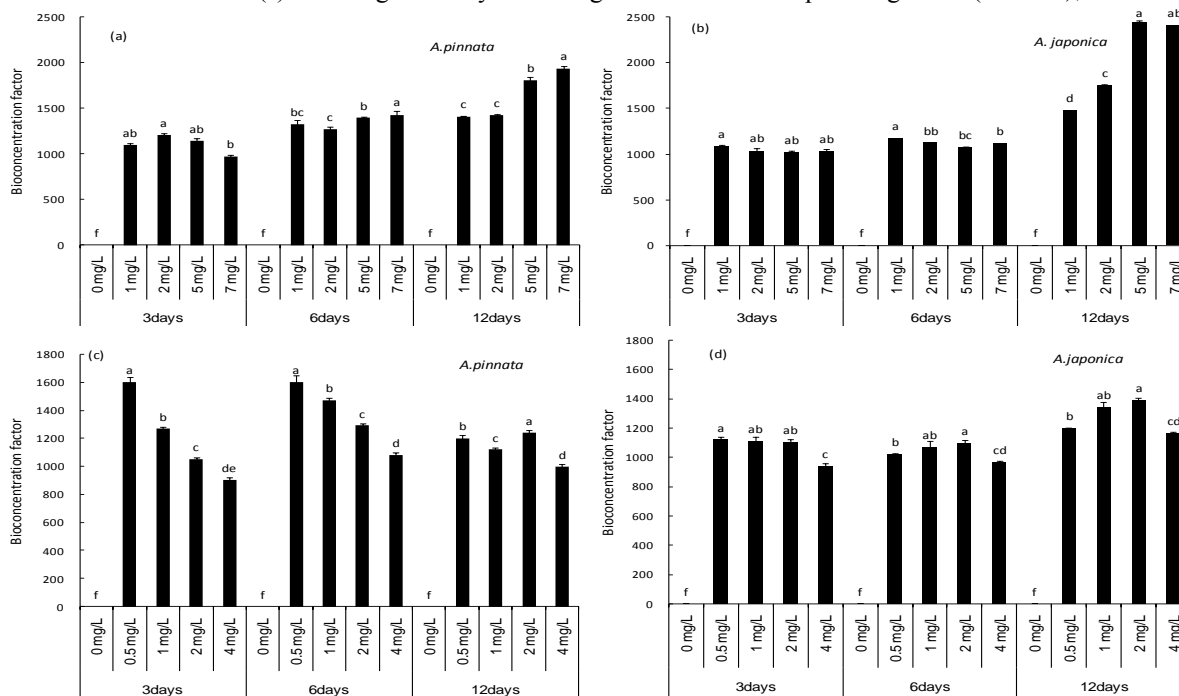 (a)
A.pinnata
Bioconcentration factor
2500
2000
1500
1000
500
0
f ab a ab b f bc c b a f c c b a
0 mg/L 1 mg/L 2 mg/L 5 mg/L 7 mg/L 0 mg/L 1 mg/L 2 mg/L 5 mg/L 7 mg/L 0 mg/L 1 mg/L 2 mg/L 5 mg/L 7 mg/L
3days 6days 12days
(b)
A. japonica
Bioconcentration factor
2500
2000
1500
1000
500
0
f a ab ab ab f a bb bc b f d c a ab
0 mg/L 1 mg/L 2 mg/L 5 mg/L 7 mg/L 0 mg/L 1 mg/L 2 mg/L 5 mg/L 7 mg/L 0 mg/L 1 mg/L 2 mg/L 5 mg/L 7 mg/L
3days 6days 12days
(c)
A.pinnata
Bioconcentration factor
1800
1600
1400
1200
1000
800
600
400
200
0
f a b c de f a b c d f b c a d
0 mg/L 0.5 mg/L 1 mg/L 2 mg/L 4 mg/L 0 mg/L 0.5 mg/L 1 mg/L 2 mg/L 4 mg/L 0 mg/L 0.5 mg/L 1 mg/L 2 mg/L 4 mg/L
3days 6days 12days
(d)
A.japonica
Bioconcentration factor
1800
1600
1400
1200
1000
800
600
400
200
0
f a ab ab c f b ab a cd f b ab a cd
0 mg/L 0.5 mg/L 1 mg/L 2 mg/L 4 mg/L 0 mg/L 0.5 mg/L 1 mg/L 2 mg/L 4 mg/L 0 mg/L 0.5 mg/L 1 mg/L 2 mg/L 4 mg/L
3days 6days 12days